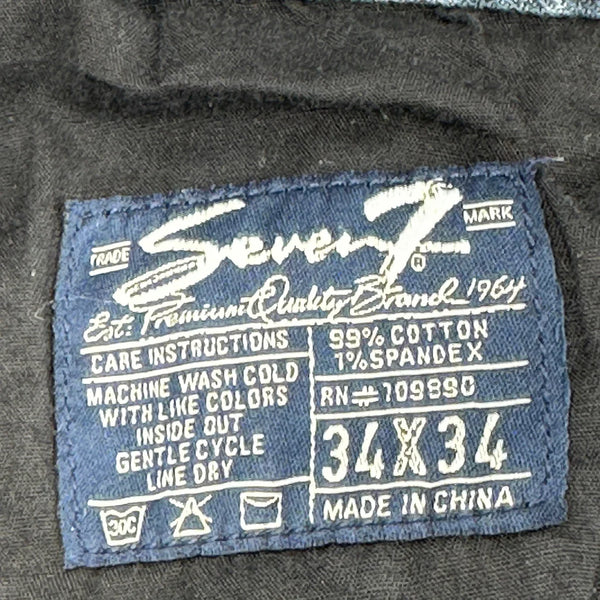 TRADE Seven7 MARK
®
Est: Premium Quality Brand 1964
CARE INSTRUCTIONS
MACHINE WASH COLD
WITH LIKE COLORS
INSIDE OUT
GENTLE CYCLE
LINE DRY
30C
99% COTTON
1% SPANDEX
RN#109990
34X34
MADE IN CHINA